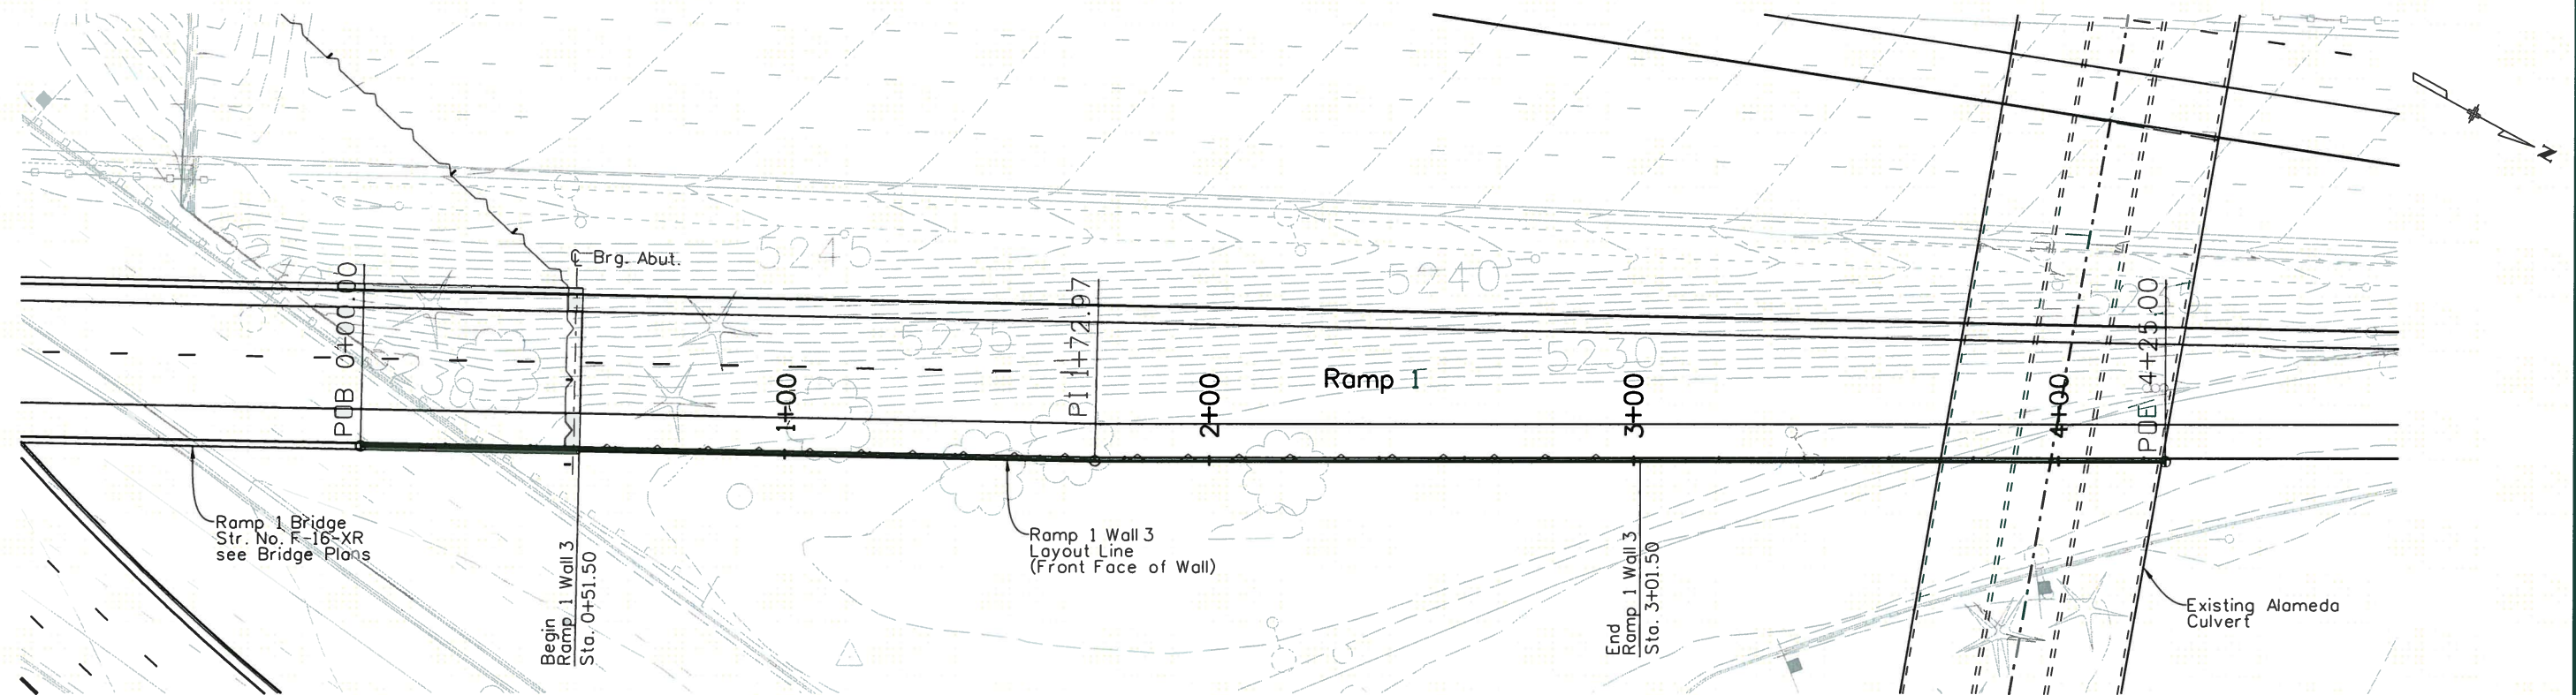 N
5245
℄ Brg. Abut.
5240
POB 0+00.00
PI 1+72.97
POE 4+25.00
5235
5230
5236
Ramp 1
1+00
2+00
3+00
4+00
Ramp 1 Bridge
Str. No. F-16-XR
see Bridge Plans
Begin
Ramp 1 Wall 3
Sta. 0+51.50
Ramp 1 Wall 3
Layout Line
(Front Face of Wall)
End
Ramp 1 Wall 3
Sta. 3+01.50
Existing Alameda
Culvert